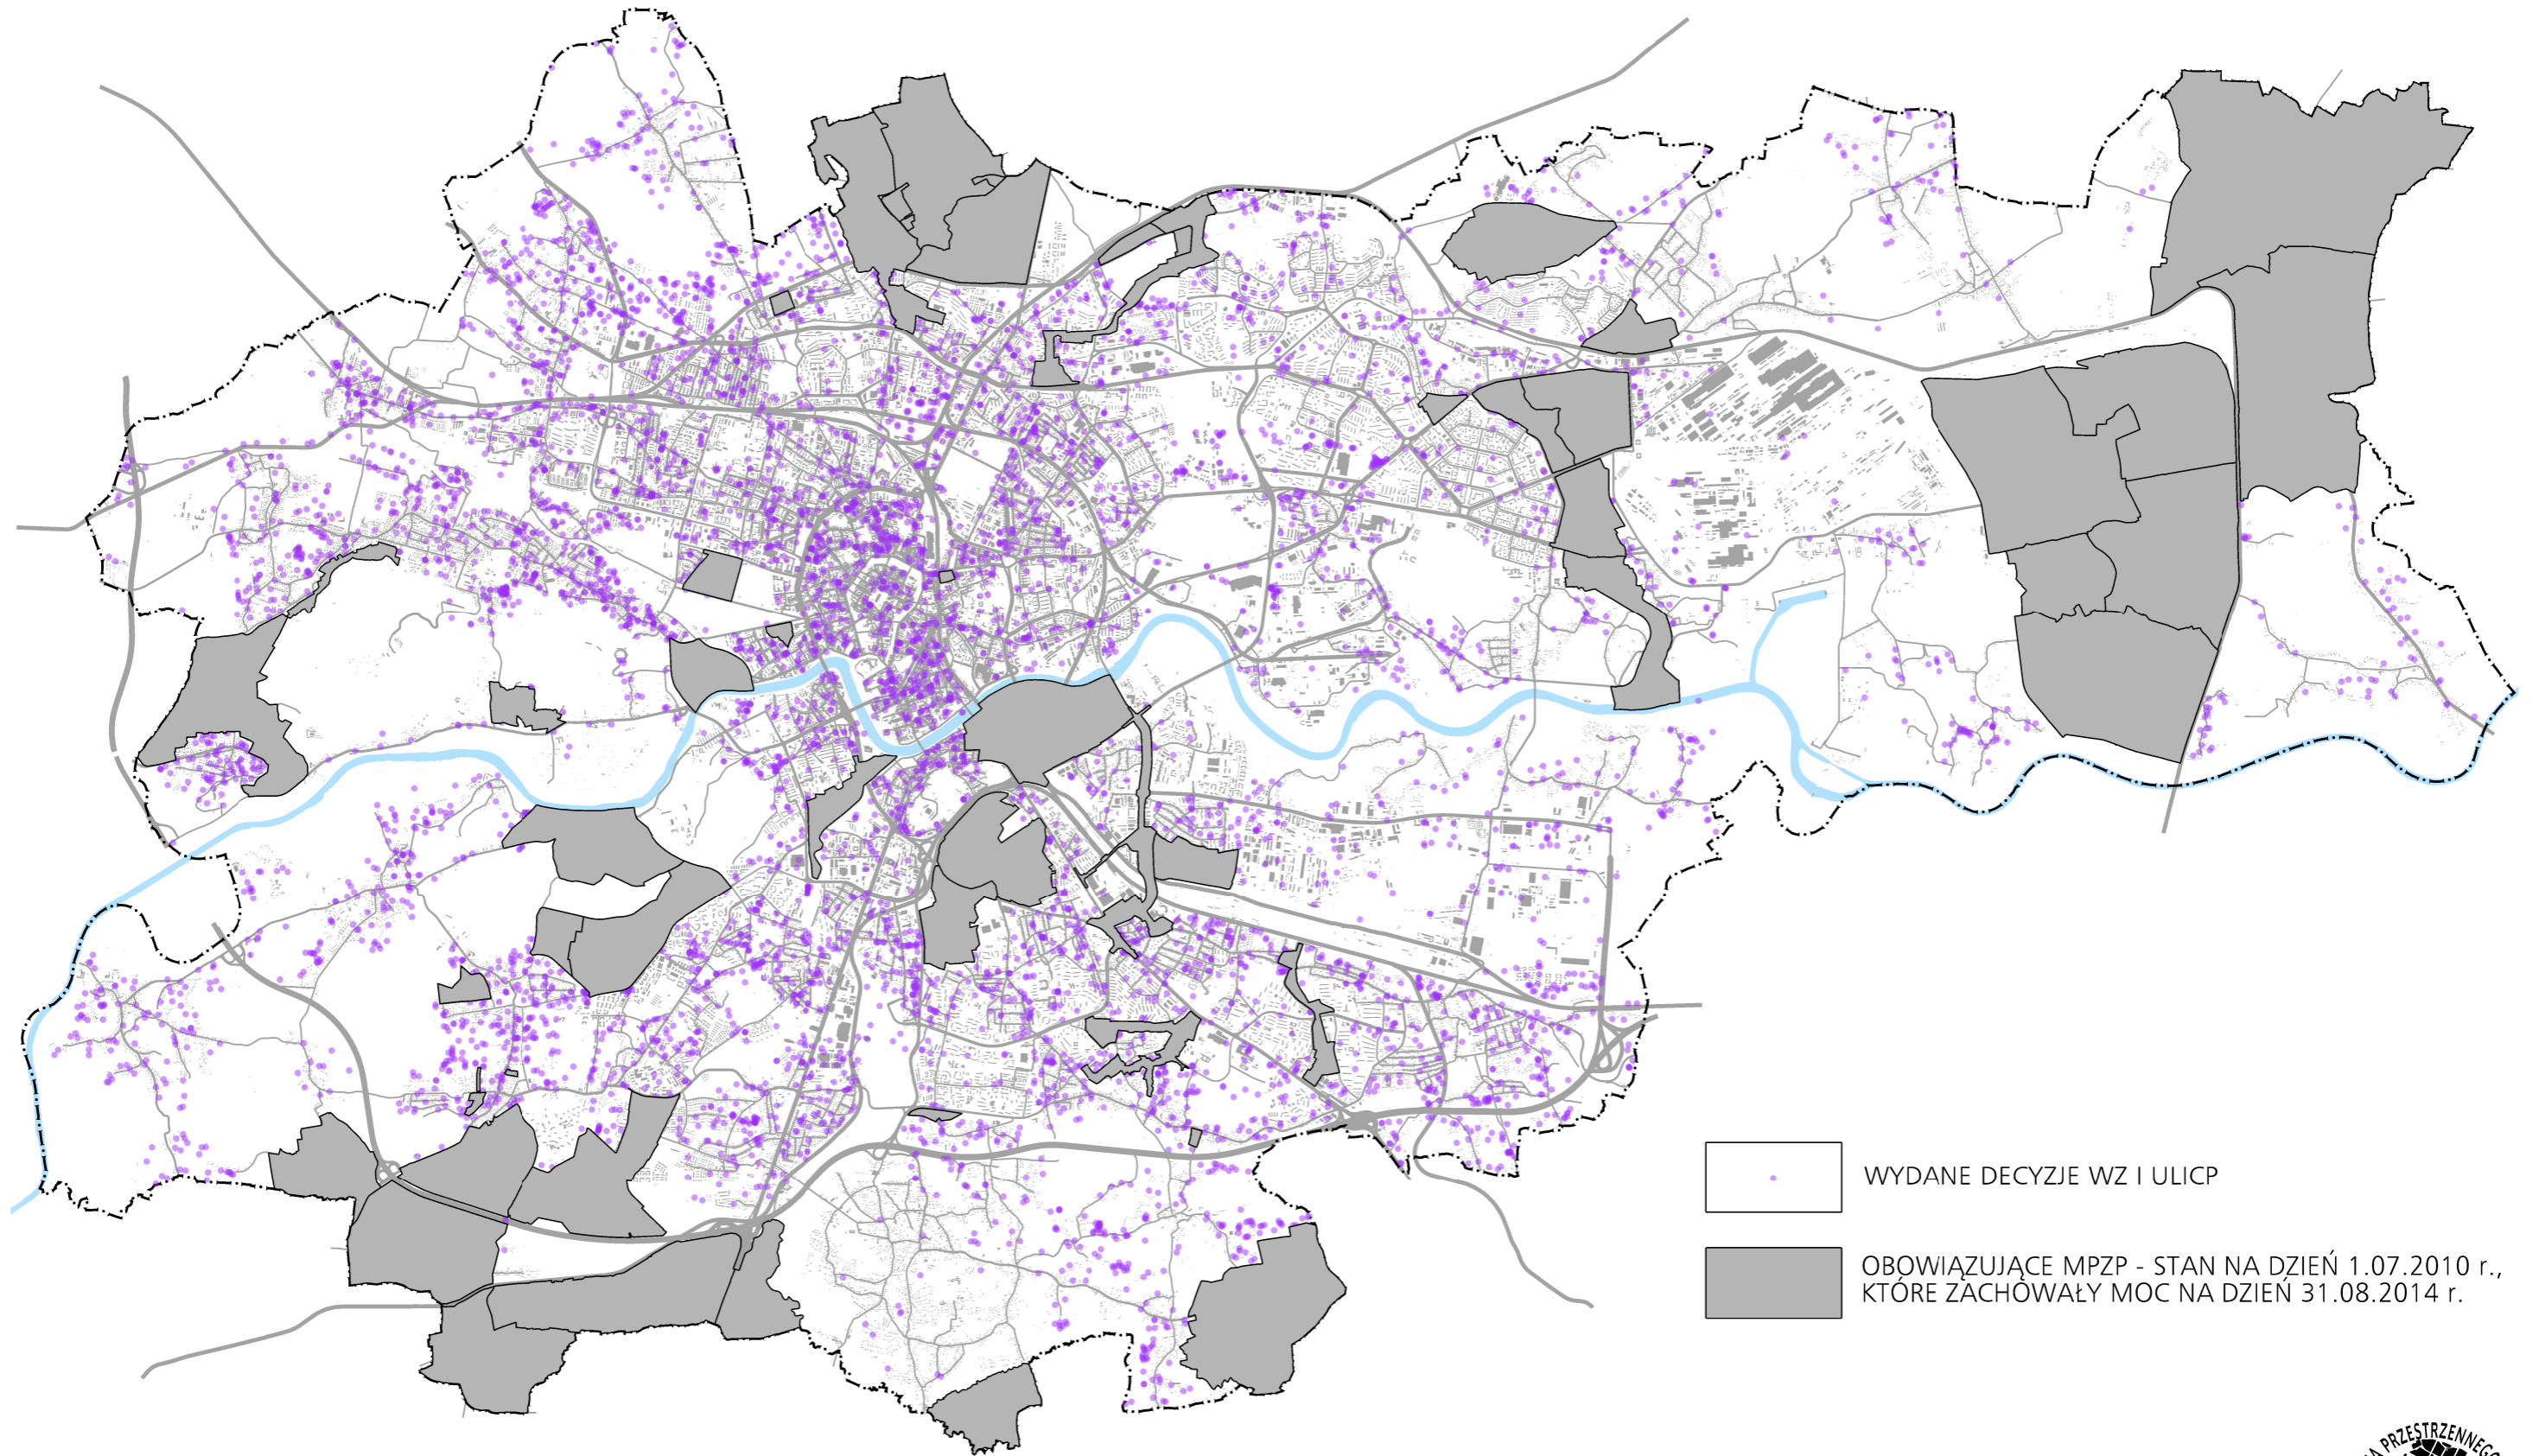 WYDANE DECYZJE WZ I ULICP
OBOWIĄZUJĄCE MPZP - STAN NA DZIEŃ 1.07.2010 r.,
KTÓRE ZACHOWAŁY MOC NA DZIEŃ 31.08.2014 r.
PRZESTRZENNEGO